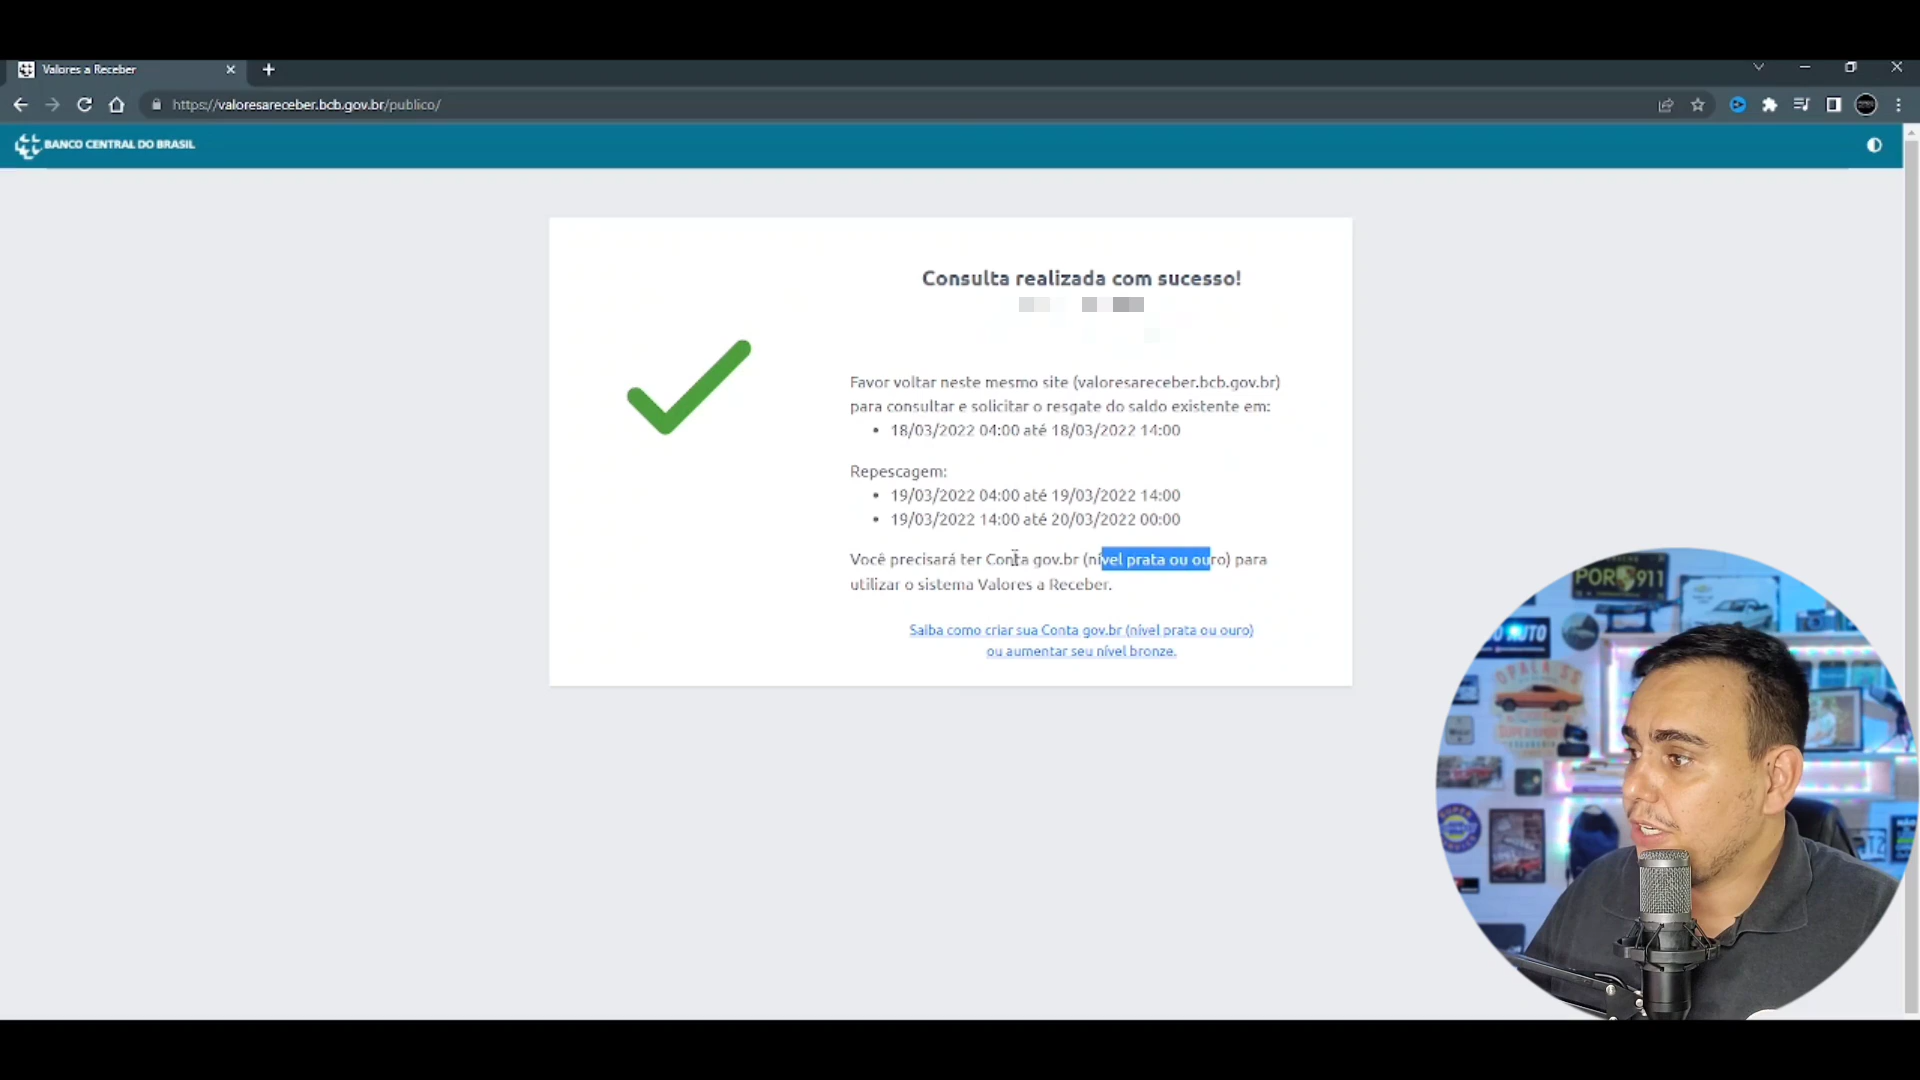 Valores a Receber
https://valoresareceber.bcb.gov.br/publico/
BANCO CENTRAL DO BRASIL
Consulta realizada com sucesso!
Favor voltar neste mesmo site (valoresareceber.bcb.gov.br)
para consultar e solicitar o resgate do saldo existente em:
• 18/03/2022 04:00 até 18/03/2022 14:00
Repescagem:
• 19/03/2022 04:00 até 19/03/2022 14:00
• 19/03/2022 14:00 até 20/03/2022 00:00
Você precisará ter Conta gov.br (nível prata ou ouro) para
utilizar o sistema Valores a Receber.
Saiba como criar sua Conta gov.br (nível prata ou ouro)
ou aumentar seu nível bronze.
POR 911
AUTO
OPALA SS